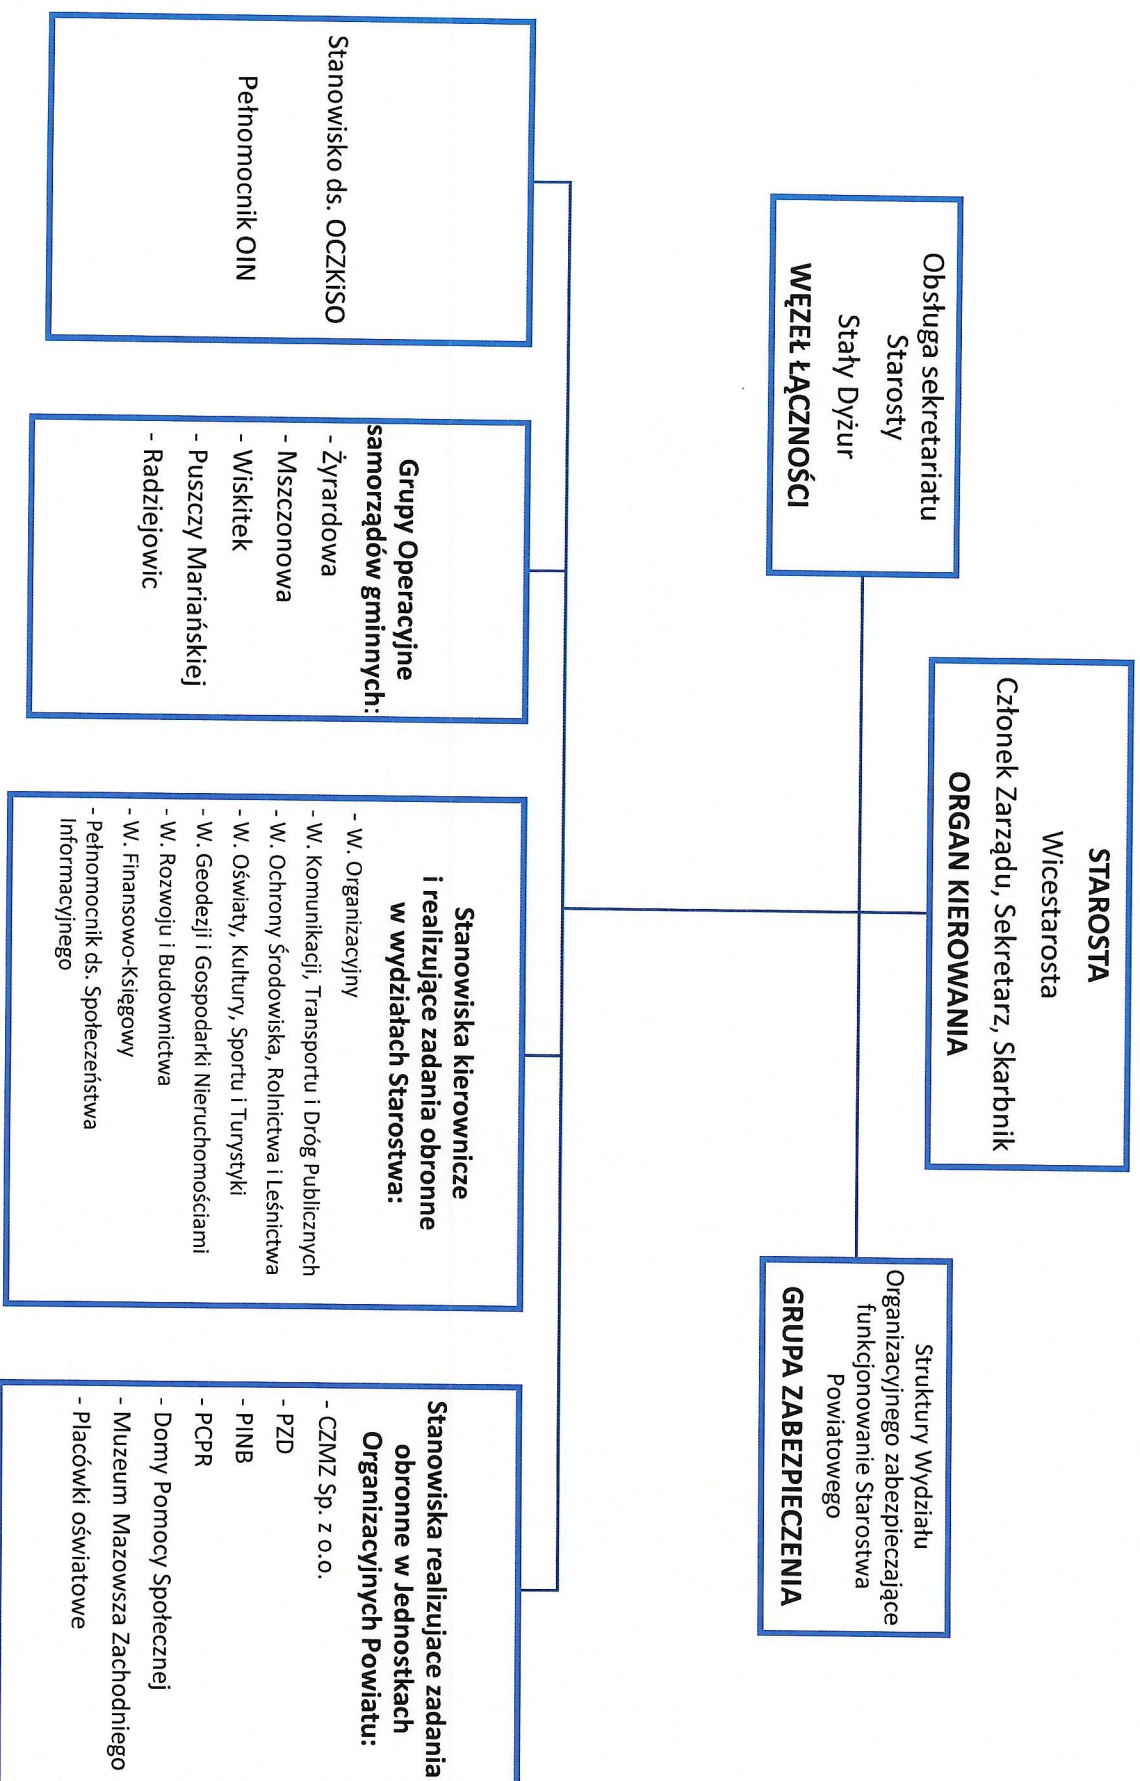 STAROSTA
Wicestarosta
Członek Zarządu, Sekretarz, Skarbnik
ORGAN KIEROWANIA
Obsługa sekretariatu
Starosty
Stały Dyżur
WĘZEŁ ŁĄCZNOŚCI
Struktury Wydziału
Organizacyjnego zabezpieczające
funkcjonowanie Starostwa
Powiatowego
GRUPA ZABEZPIECZENIA
Stanowisko ds. OCZKiSO
Pełnomocnik OIN
Grupy Operacyjne
samorządów gminnych:
- Żyrardowa
- Mszczonowa
- Wiskitek
- Puszczy Mariańskiej
- Radziejowic
Stanowiska kierownicze
i realizujące zadania obronne
w wydziałach Starostwa:
- W. Organizacyjny
- W. Komunikacji, Transportu i Dróg Publicznych
- W. Ochrony Środowiska, Rolnictwa i Leśnictwa
- W. Oświaty, Kultury, Sportu i Turystyki
- W. Geodezji i Gospodarki Nieruchomościami
- W. Rozwoju i Budownictwa
- W. Finansowo-Księgowy
- Pełnomocnik ds. Społeczeństwa
Informacyjnego
Stanowiska realizujace zadania
obronne w Jednostkach
Organizacyjnych Powiatu:
- CZMZ Sp. z o.o.
- PZD
- PINB
- PCPR
- Domy Pomocy Społecznej
- Muzeum Mazowsza Zachodniego
- Placówki oświatowe